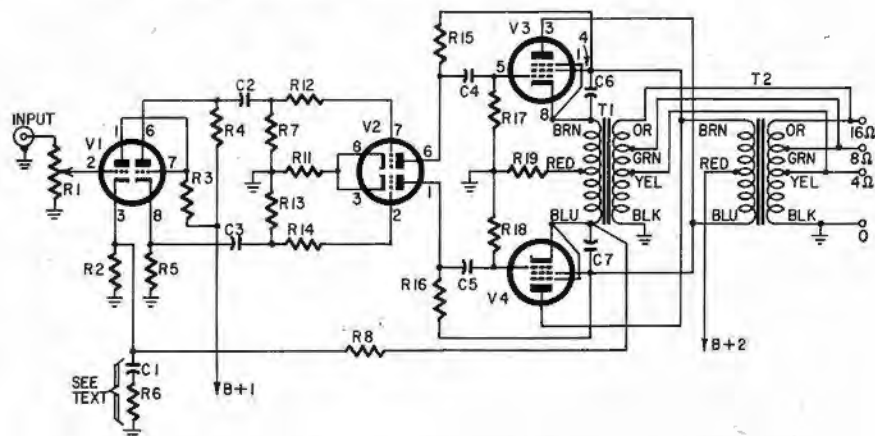 INPUT
R1
V1
1
6
2
7
3
8
R2
R5
R3
R4
C2
C3
R12
R7
R11
R13
R14
V2
7
8
6
3
1
2
R15
R16
C4
C5
R17
R18
R19
V3
3
4
1
5
8
V4
C6
C7
T1
BRN
RED
BLU
OR
GRN
YEL
BLK
T2
BRN
RED
BLU
OR
GRN
YEL
BLK
16Ω
8Ω
4Ω
0
R8
SEE
TEXT
C1
R6
B+1
B+2